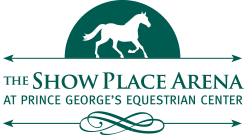 THE SHOW PLACE ARENA
AT PRINCE GEORGE'S EQUESTRIAN CENTER